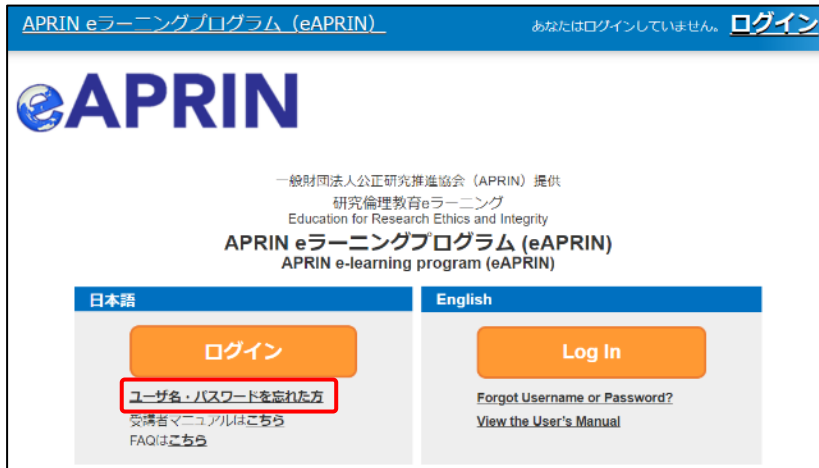 APRIN eラーニングプログラム（eAPRIN）
あなたはログインしていません。 ログイン
eAPRIN
一般財団法人公正研究推進協会（APRIN）提供
研究倫理教育eラーニング
Education for Research Ethics and Integrity
APRIN eラーニングプログラム (eAPRIN)
APRIN e-learning program (eAPRIN)
日本語
ログイン
ユーザ名・パスワードを忘れた方
受講者マニュアルはこちら
FAQはこちら
English
Log In
Forgot Username or Password?
View the User's Manual